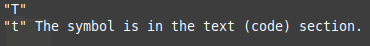 "T"
"t" The symbol is in the text (code) section.